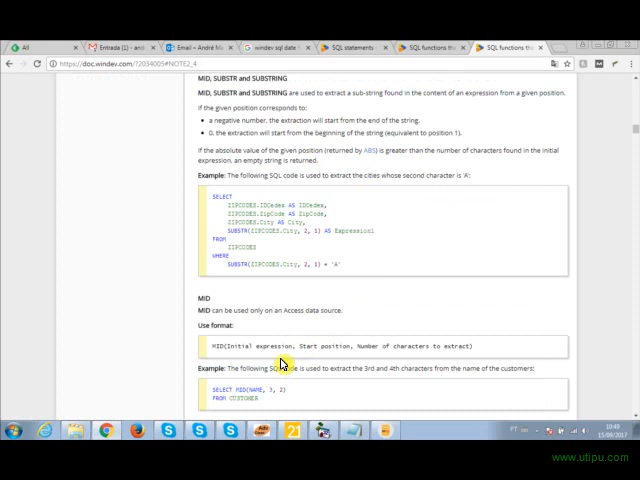 All
Entrada (1) - and
Email – André M
windev sql date f
SQL statements
SQL functions the
SQL functions the
https://doc.windev.com/?2034005#NOTE2_4
MID, SUBSTR and SUBSTRING
MID, SUBSTR and SUBSTRING are used to extract a sub-string found in the content of an expression from a given position.
If the given position corresponds to:
a negative number, the extraction will start from the end of the string.
0, the extraction will start from the beginning of the string (equivalent to position 1).
If the absolute value of the given position (returned by ABS) is greater than the number of characters found in the initial
expression, an empty string is returned.
Example: The following SQL code is used to extract the cities whose second character is 'A':
SELECT
ZIPCODES.IDCedex AS IDCedex,
ZIPCODES.ZipCode AS ZipCode,
ZIPCODES.City AS City,
SUBSTR(ZIPCODES.City, 2, 1) AS Expression1
FROM
ZIPCODES
WHERE
SUBSTR(ZIPCODES.City, 2, 1) = 'A'
MID
MID can be used only on an Access data source.
Use format:
MID(Initial expression, Start position, Number of characters to extract)
Example: The following SQL code is used to extract the 3rd and 4th characters from the name of the customers:
SELECT MID(NAME, 3, 2)
FROM CUSTOMER
21
PT
10:49
15/08/2017
www.utipu.com